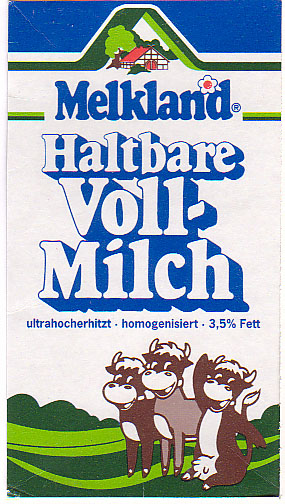 Melkland®
Haltbare
Voll-
Milch
ultrahocherhitzt · homogenisiert · 3,5% Fett